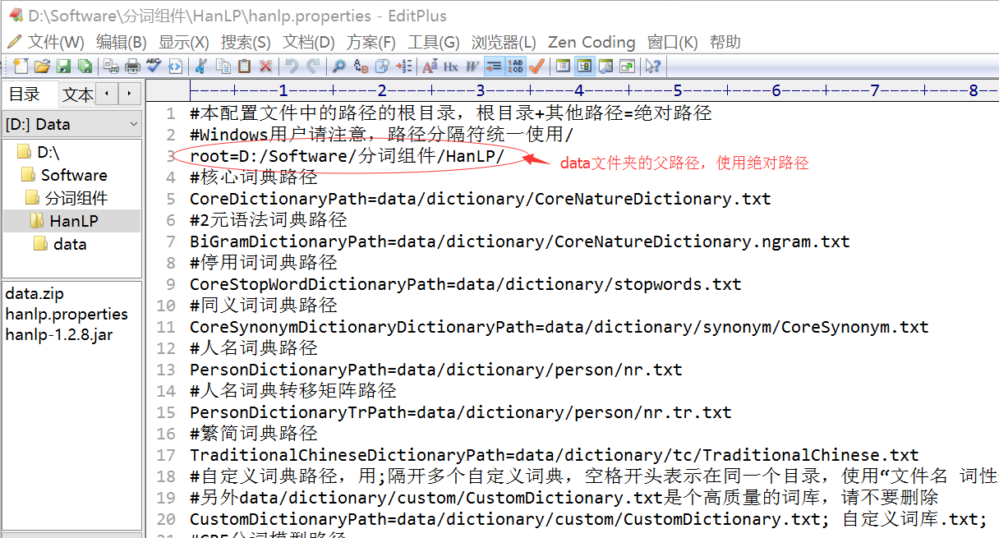 D:\Software\分词组件\HanLP\hanlp.properties - EditPlus
文件(W) 编辑(B) 显示(X) 搜索(S) 文档(D) 方案(F) 工具(G) 浏览器(L) Zen Coding 窗口(K) 帮助
目录 文本
[D:] Data
D:\
Software
分词组件
HanLP
data
data.zip
hanlp.properties
hanlp-1.2.8.jar
----+----1----+----2----+----3----+----4----+----5----+----6----+----7----+----8--
1 #本配置文件中的路径的根目录，根目录+其他路径=绝对路径
2 #Windows用户请注意，路径分隔符统一使用/
3 root=D:/Software/分词组件/HanLP/
data文件夹的父路径，使用绝对路径
4 #核心词典路径
5 CoreDictionaryPath=data/dictionary/CoreNatureDictionary.txt
6 #2元语法词典路径
7 BiGramDictionaryPath=data/dictionary/CoreNatureDictionary.ngram.txt
8 #停用词词典路径
9 CoreStopWordDictionaryPath=data/dictionary/stopwords.txt
10 #同义词词典路径
11 CoreSynonymDictionaryDictionaryPath=data/dictionary/synonym/CoreSynonym.txt
12 #人名词典路径
13 PersonDictionaryPath=data/dictionary/person/nr.txt
14 #人名词典转移矩阵路径
15 PersonDictionaryTrPath=data/dictionary/person/nr.tr.txt
16 #繁简词典路径
17 TraditionalChineseDictionaryPath=data/dictionary/tc/TraditionalChinese.txt
18 #自定义词典路径，用;隔开多个自定义词典，空格开头表示在同一个目录，使用“文件名 词性
19 #另外data/dictionary/custom/CustomDictionary.txt是个高质量的词库，请不要删除
20 CustomDictionaryPath=data/dictionary/custom/CustomDictionary.txt; 自定义词库.txt;